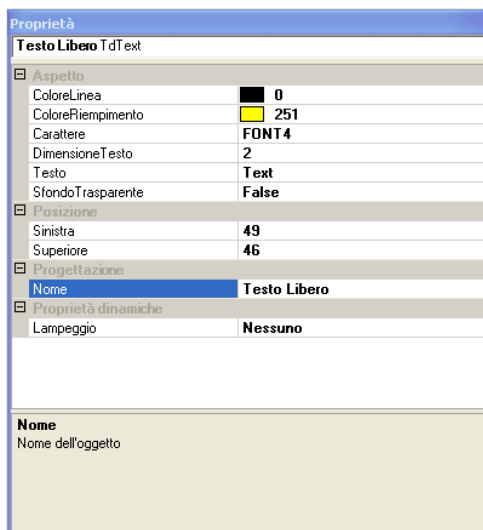 Proprietà
Testo Libero TdText
Aspetto
ColoreLinea 0
ColoreRiempimento 251
Carattere FONT4
DimensioneTesto 2
Testo Text
SfondoTrasparente False
Posizione
Sinistra 49
Superiore 46
Progettazione
Nome Testo Libero
Proprietà dinamiche
Lampeggio Nessuno
Nome
Nome dell'oggetto